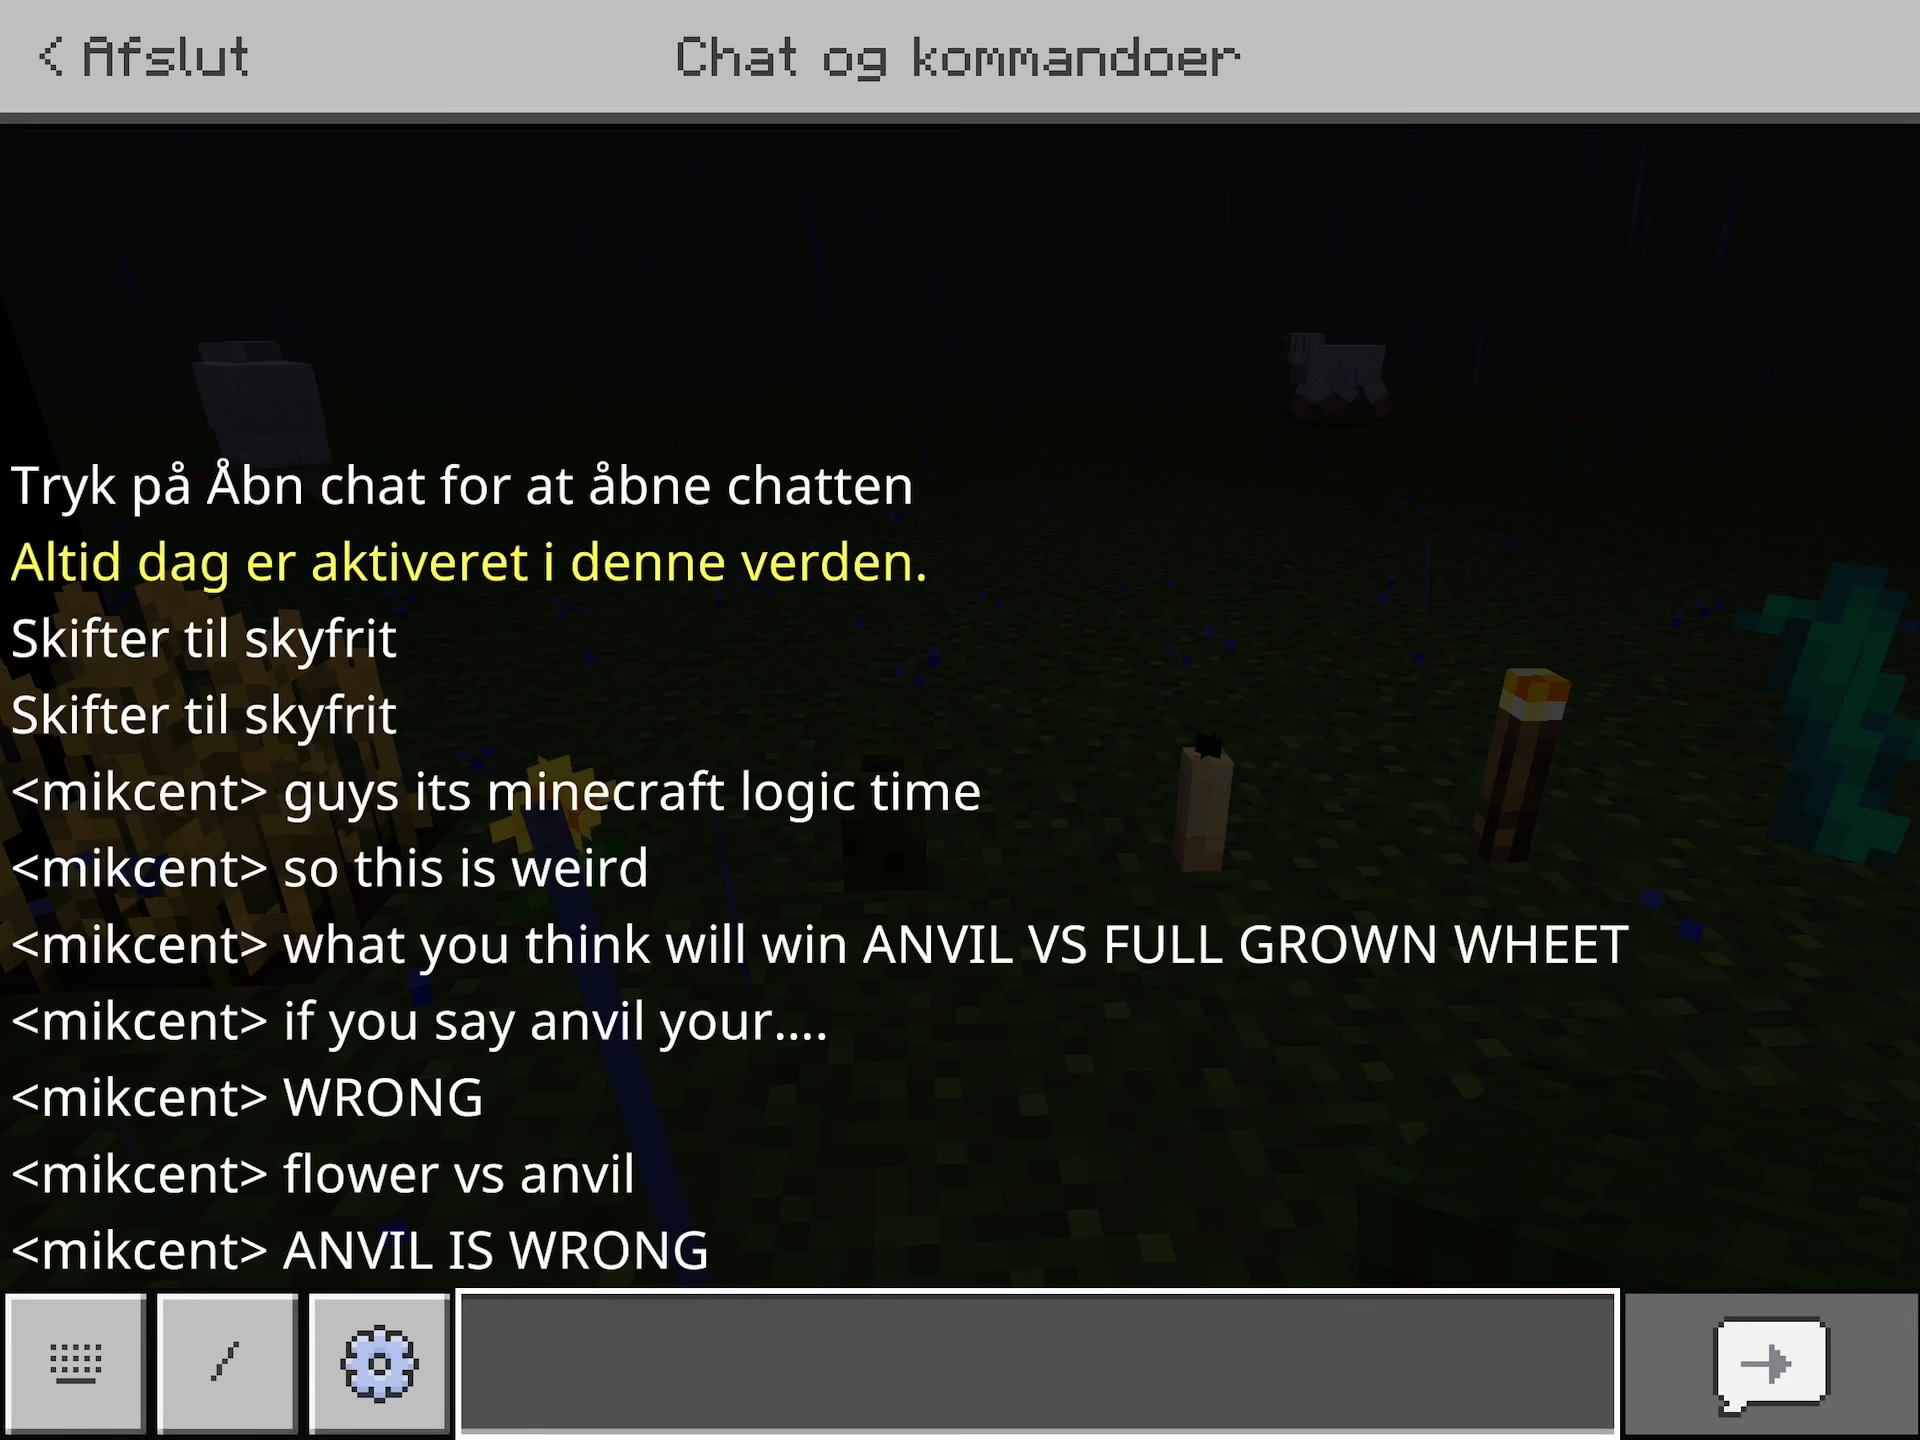 < Afslut
Chat og kommandoer
Tryk på Åbn chat for at åbne chatten
Altid dag er aktiveret i denne verden.
Skifter til skyfrit
Skifter til skyfrit
<mikcent> guys its minecraft logic time
<mikcent> so this is weird
<mikcent> what you think will win ANVIL VS FULL GROWN WHEET
<mikcent> if you say anvil your....
<mikcent> WRONG
<mikcent> flower vs anvil
<mikcent> ANVIL IS WRONG
/